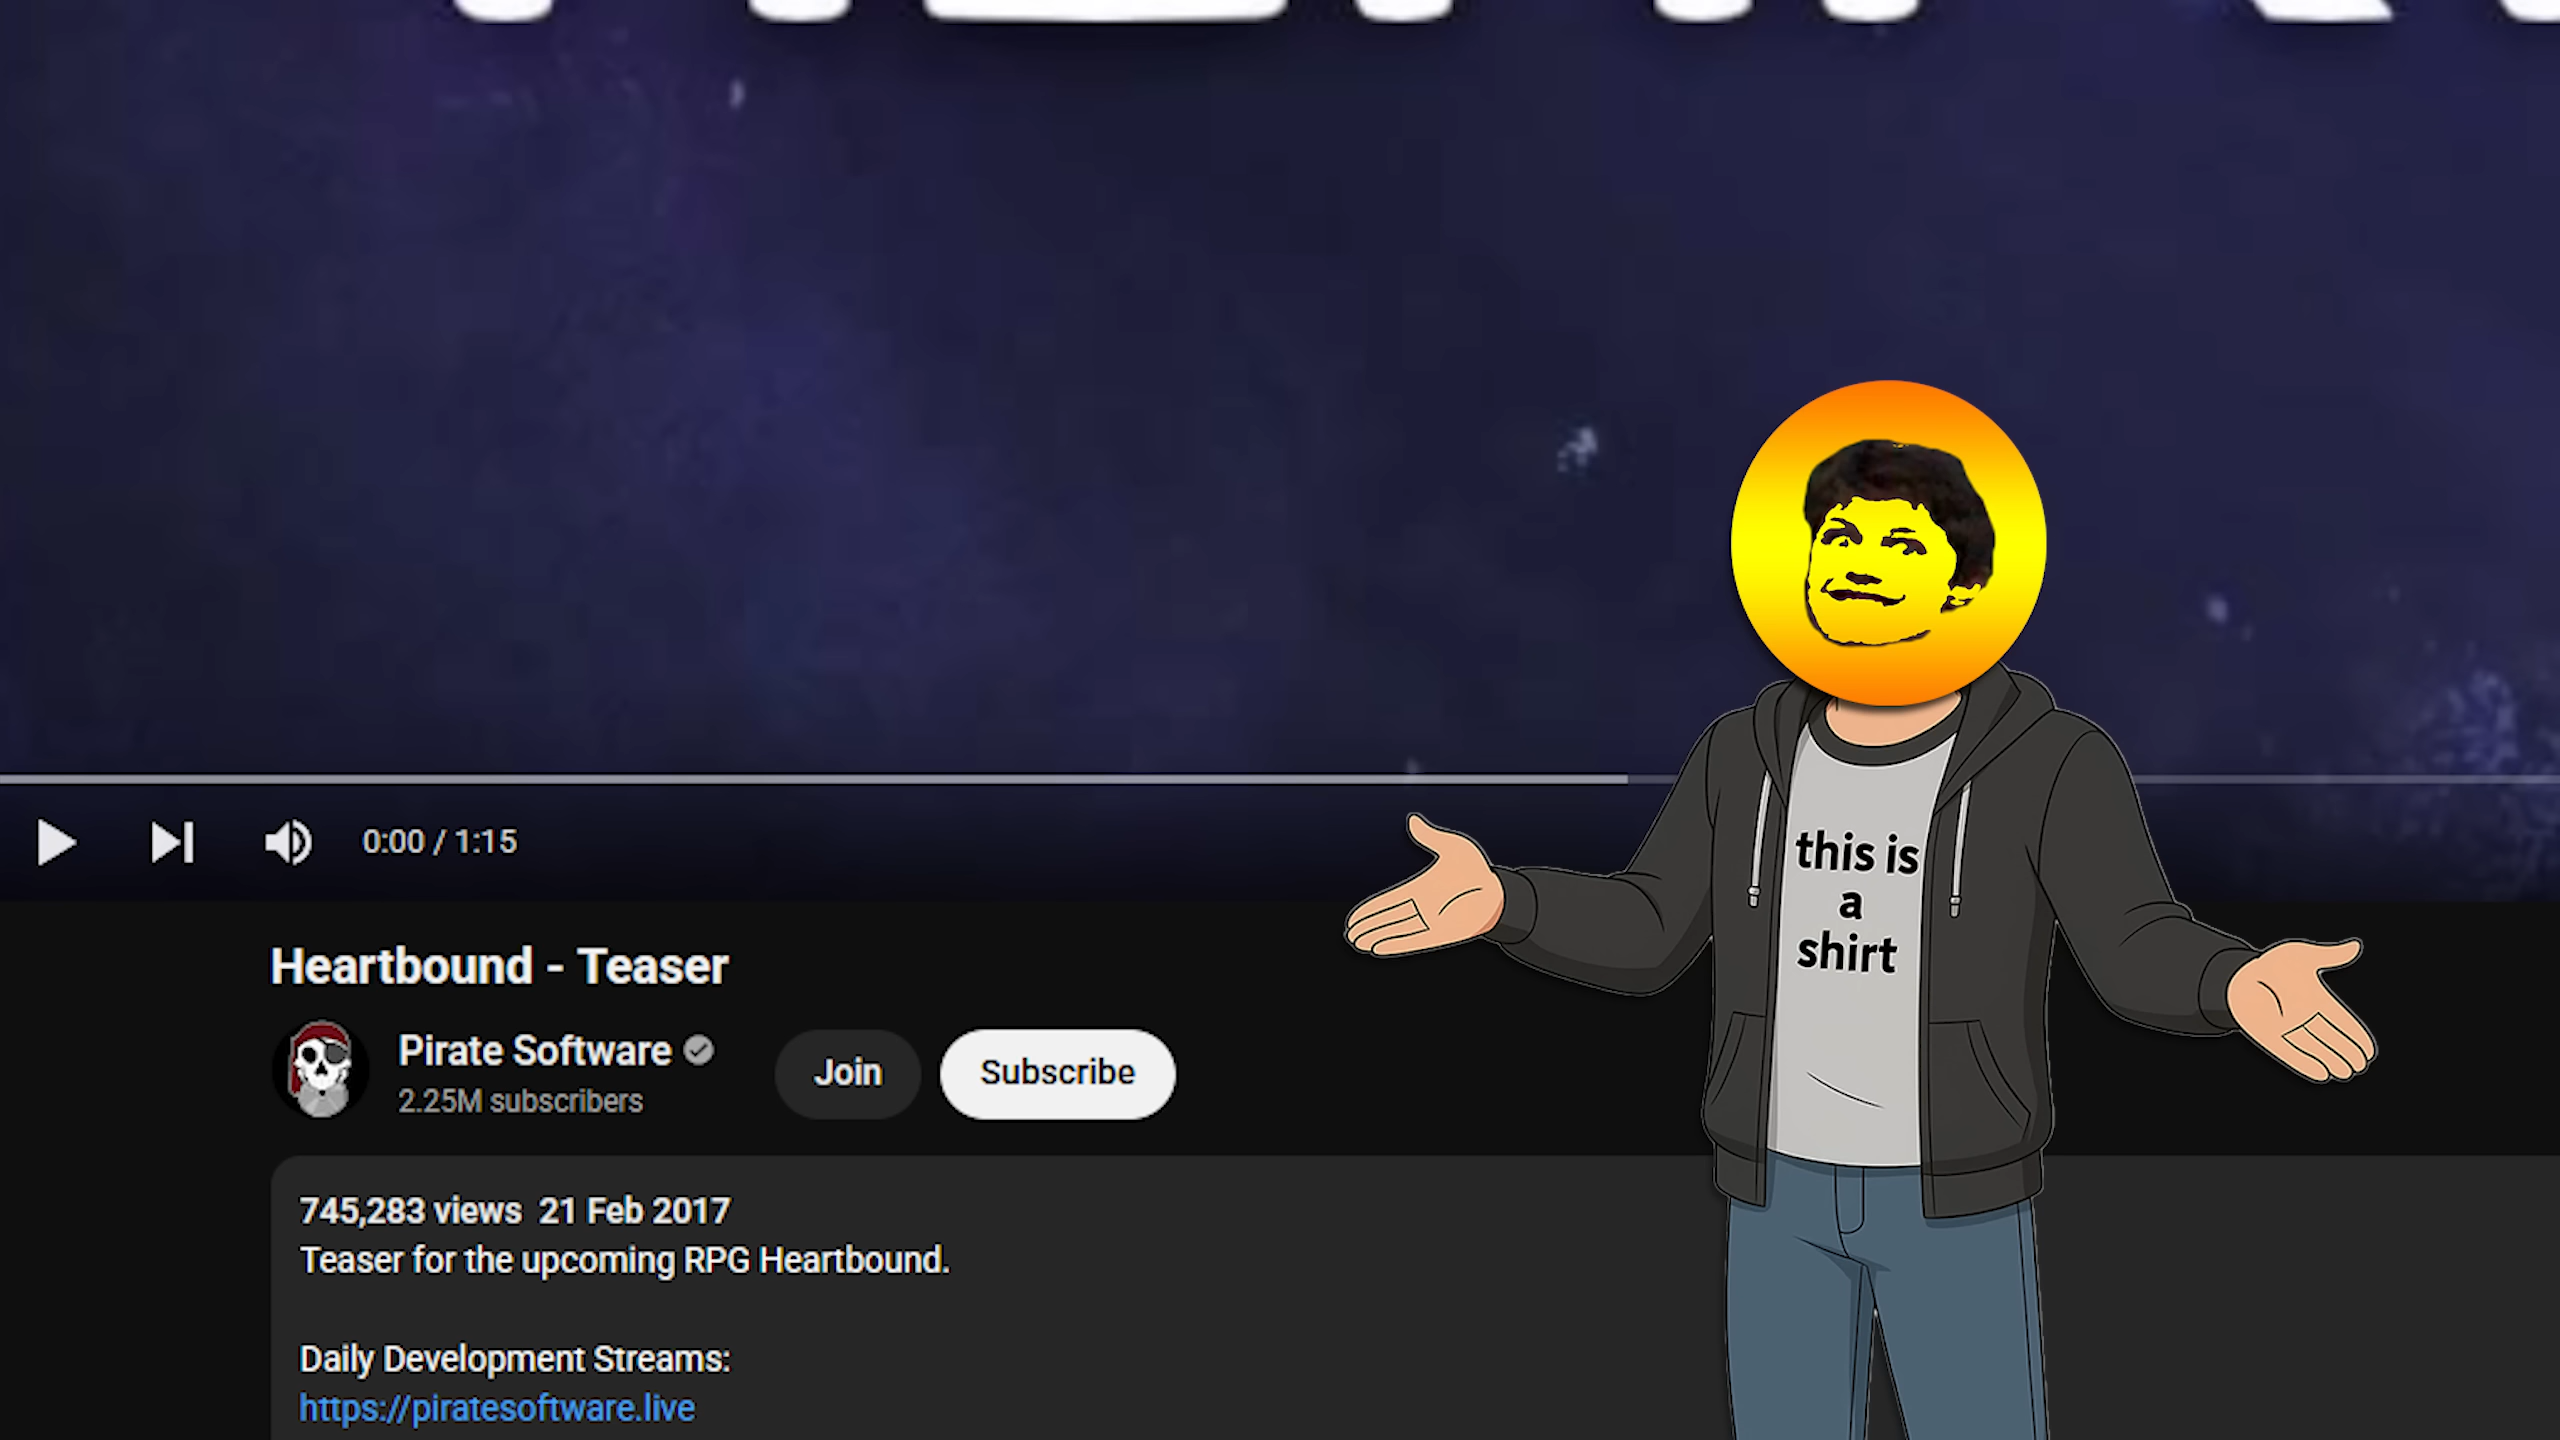 0:00 / 1:15
Heartbound - Teaser
Pirate Software
2.25M subscribers
Join
Subscribe
745,283 views  21 Feb 2017
Teaser for the upcoming RPG Heartbound.
Daily Development Streams:
https://piratesoftware.live
this is
a
shirt